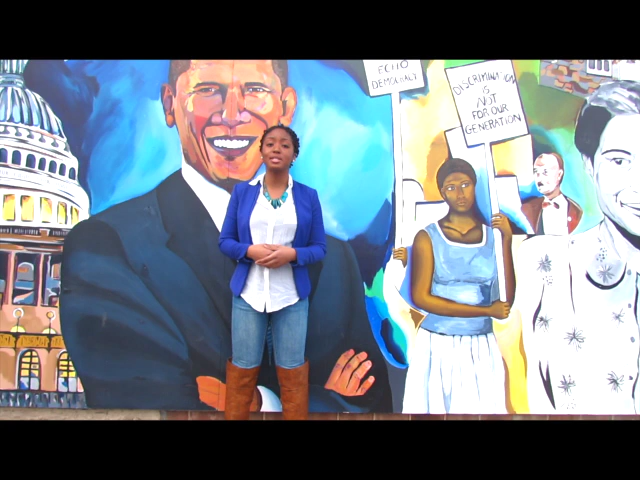 ECHO
DEMOCRACY
DISCRIMINATION
IS
NOT
FOR OUR
GENERATION